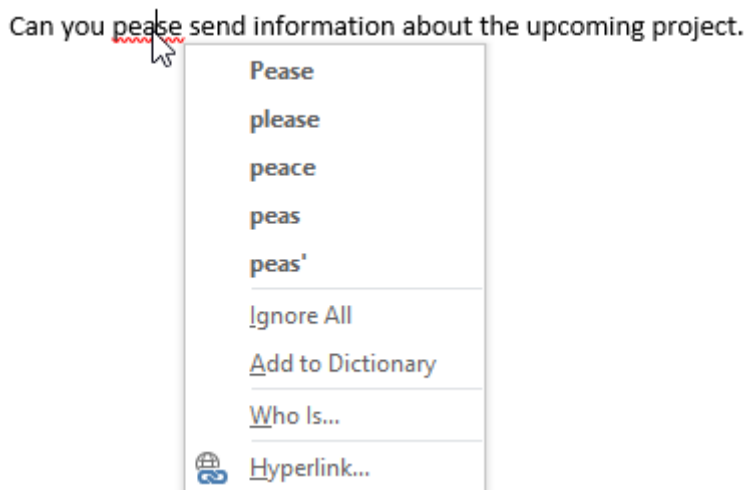 Can you pease send information about the upcoming project.
Pease
please
peace
peas
peas'
Ignore All
Add to Dictionary
Who Is...
Hyperlink...